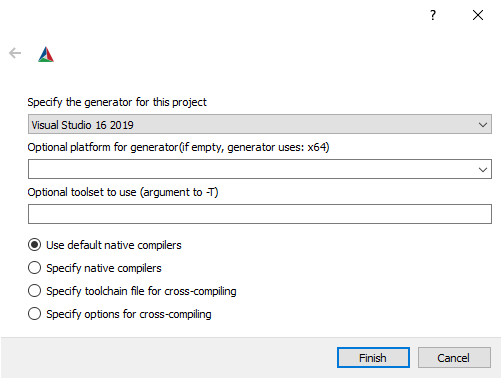 ?
Specify the generator for this project
Visual Studio 16 2019
Optional platform for generator(if empty, generator uses: x64)
Optional toolset to use (argument to -T)
Use default native compilers
Specify native compilers
Specify toolchain file for cross-compiling
Specify options for cross-compiling
Finish Cancel